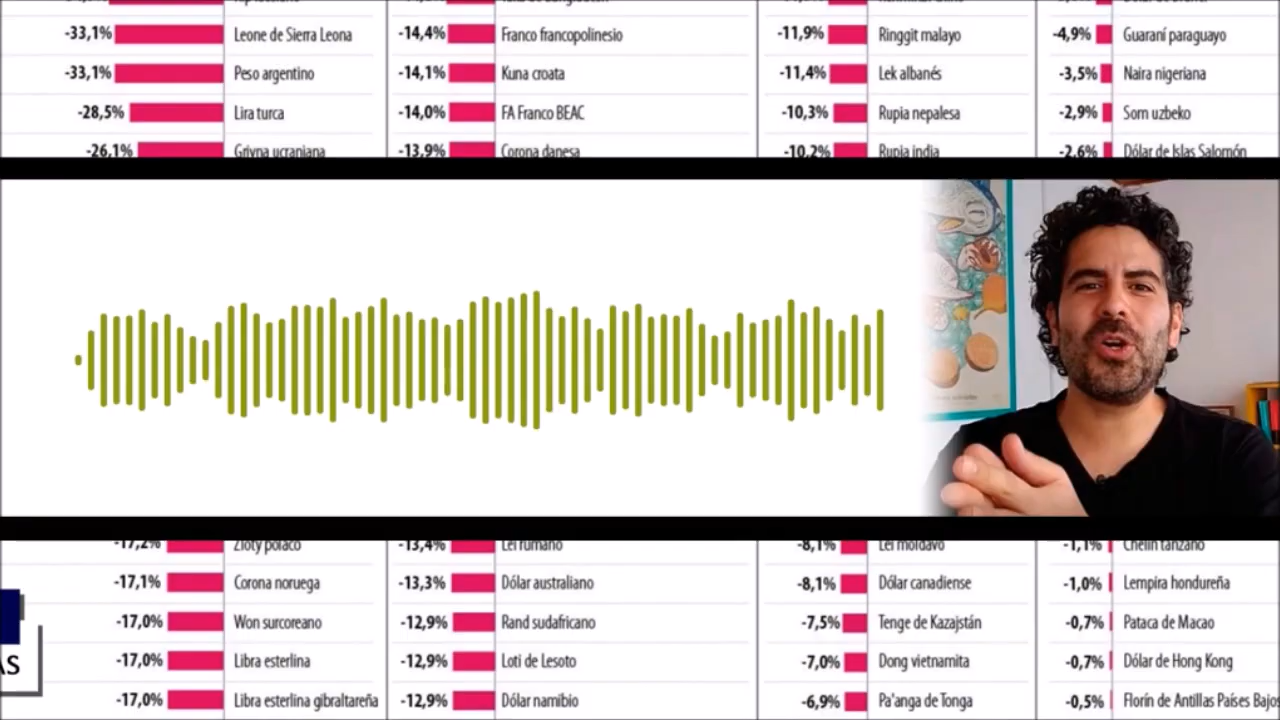 -33,1% Leone de Sierra Leona -14,4% Franco francopolinesio -11,9% Ringgit malayo -4,9% Guaraní paraguayo
-33,1% Peso argentino -14,1% Kuna croata -11,4% Lek albanés -3,5% Naira nigeriana
-28,5% Lira turca -14,0% FA Franco BEAC -10,3% Rupia nepalesa -2,9% Som uzbeko
-26,1% Griyna ucraniana -13,9% Corona danesa -10,2% Rupia india -2,6% Dólar de Islas Salomón
-17,2% Zloty polaco -13,4% Lei rumano -8,1% Lei moldavo -1,1% Chelín tanzano
-17,1% Corona noruega -13,3% Dólar australiano -8,1% Dólar canadiense -1,0% Lempira hondureña
-17,0% Won surcoreano -12,9% Rand sudafricano -7,5% Tenge de Kazajstán -0,7% Pataca de Macao
-17,0% Libra esterlina -12,9% Loti de Lesoto -7,0% Dong vietnamita -0,7% Dólar de Hong Kong
-17,0% Libra esterlina gibraltareña -12,9% Dólar namibio -6,9% Pa'anga de Tonga -0,5% Florín de Antillas Países Bajo
AS